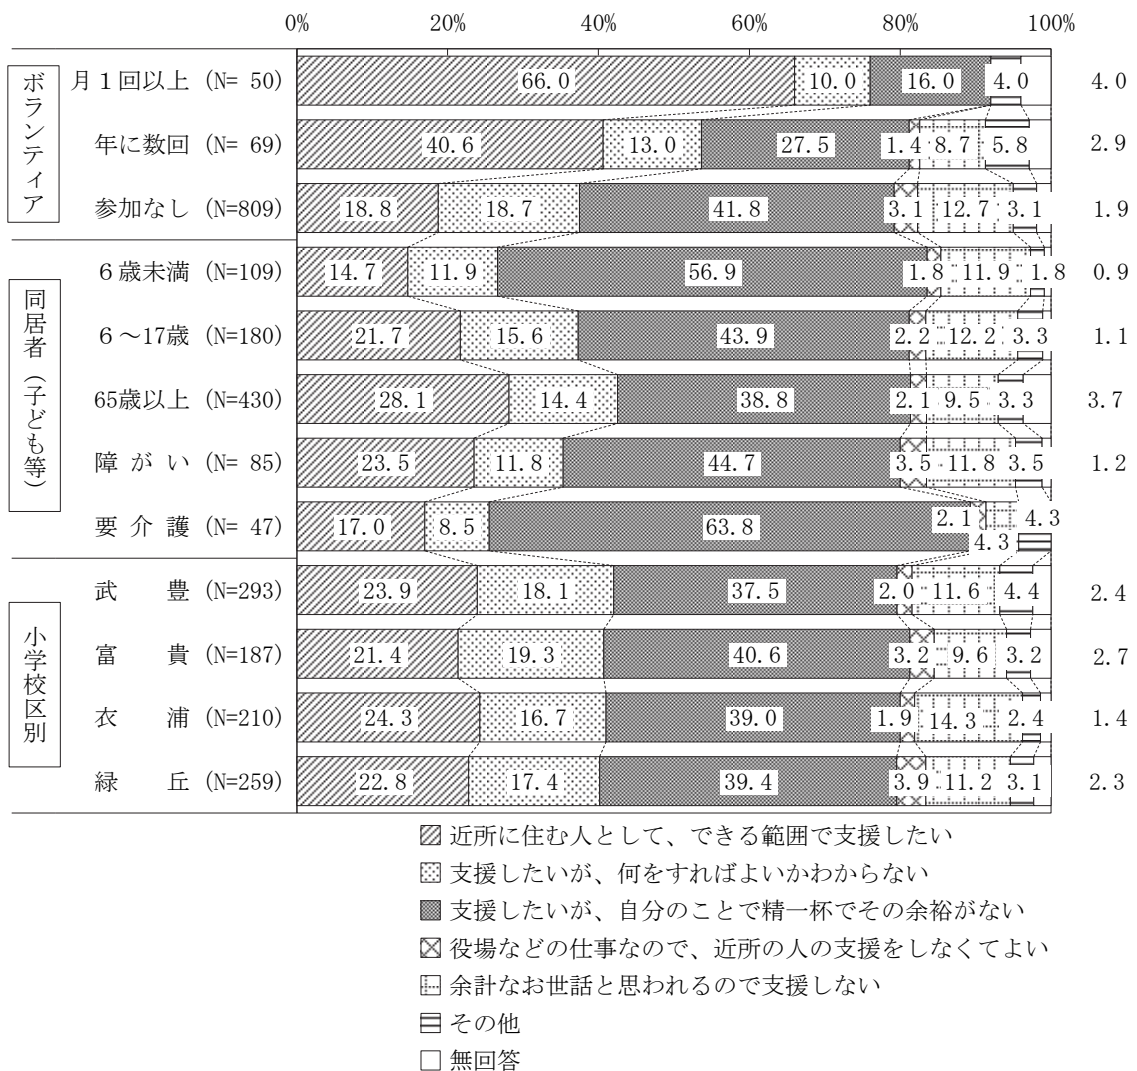 0% 20% 40% 60% 80% 100%
ボランティア
月1回以上 (N= 50) 66.0 10.0 16.0 4.0 4.0
年に数回 (N= 69) 40.6 13.0 27.5 1.4 8.7 5.8 2.9
参加なし (N=809) 18.8 18.7 41.8 3.1 12.7 3.1 1.9
同居者(子ども等)
6歳未満 (N=109) 14.7 11.9 56.9 1.8 11.9 1.8 0.9
6~17歳 (N=180) 21.7 15.6 43.9 2.2 12.2 3.3 1.1
65歳以上 (N=430) 28.1 14.4 38.8 2.1 9.5 3.3 3.7
障がい (N= 85) 23.5 11.8 44.7 3.5 11.8 3.5 1.2
要介護 (N= 47) 17.0 8.5 63.8 2.1 4.3 4.3
小学校区別
武豊 (N=293) 23.9 18.1 37.5 2.0 11.6 4.4 2.4
富貴 (N=187) 21.4 19.3 40.6 3.2 9.6 3.2 2.7
衣浦 (N=210) 24.3 16.7 39.0 1.9 14.3 2.4 1.4
緑丘 (N=259) 22.8 17.4 39.4 3.9 11.2 3.1 2.3
近所に住む人として、できる範囲で支援したい
支援したいが、何をすればよいかわからない
支援したいが、自分のことで精一杯でその余裕がない
役場などの仕事なので、近所の人の支援をしなくてよい
余計なお世話と思われるので支援しない
その他
無回答